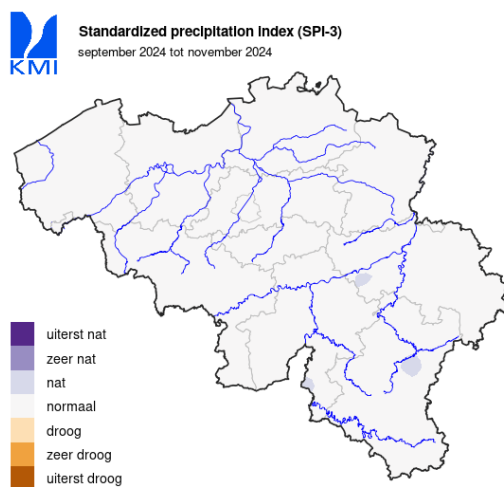 Standardized precipitation index (SPI-3)
september 2024 tot november 2024
KMI
uiterst nat
zeer nat
nat
normaal
droog
zeer droog
uiterst droog